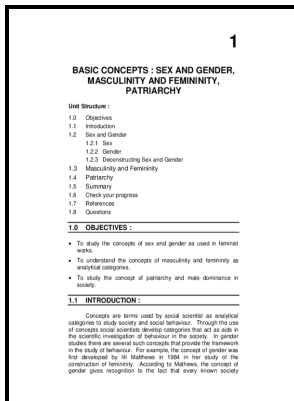 1
BASIC CONCEPTS : SEX AND GENDER,
MASCULINITY AND FEMININITY,
PATRIARCHY
Unit Structure :
1.0 Objectives
1.1 Introduction
1.2 Sex and Gender
1.2.1 Sex
1.2.2 Gender
1.2.3 Deconstructing Sex and Gender
1.3 Masculinity and Femininity
1.4 Patriarchy
1.5 Summary
1.6 Check your progress
1.7 References
1.8 Questions
1.0 OBJECTIVES :
• To study the concepts of sex and gender as used in feminist
works.
• To understand the concepts of masculinity and femininity as
analytical categories.
• To study the concept of patriarchy and male dominance in
society.
1.1 INTRODUCTION :
Concepts are terms used by social scientist as analytical
categories to study society and social behaviour. Through the use
of concepts social scientists develop categories that act as aids in
the scientific investigation of behaviour in the society. In gender
studies there are several such concepts that provide the framework
in the study of behaviour. For example, the concept of gender was
first developed by Ill Matthews in 1984 in her study of the
construction of femininity. According to Mathews, the concept of
gender gives recognition to the fact that every known society